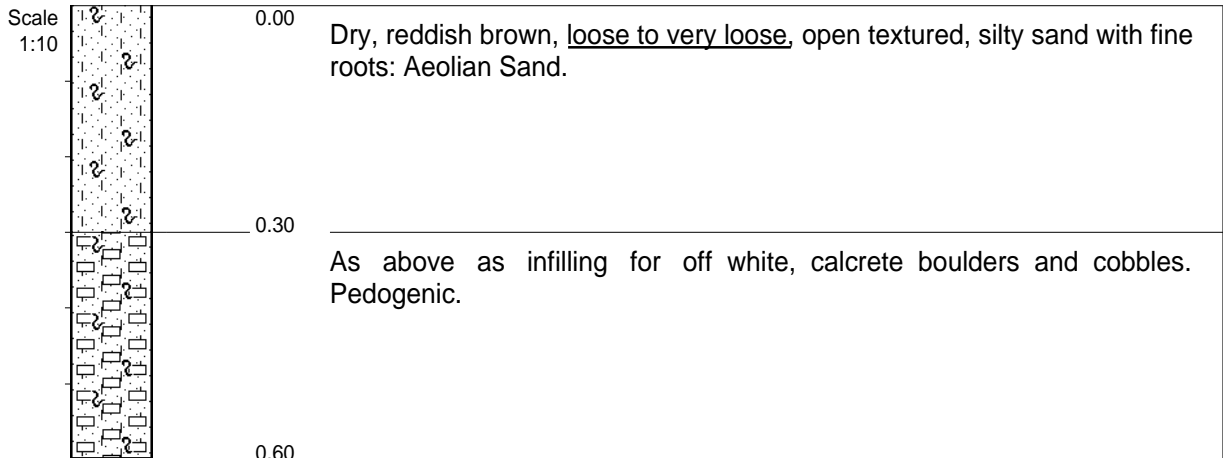 Scale
1:10
0.00
Dry, reddish brown, loose to very loose, open textured, silty sand with fine
roots: Aeolian Sand.
0.30
As above as infilling for off white, calcrete boulders and cobbles.
Pedogenic.
0.60